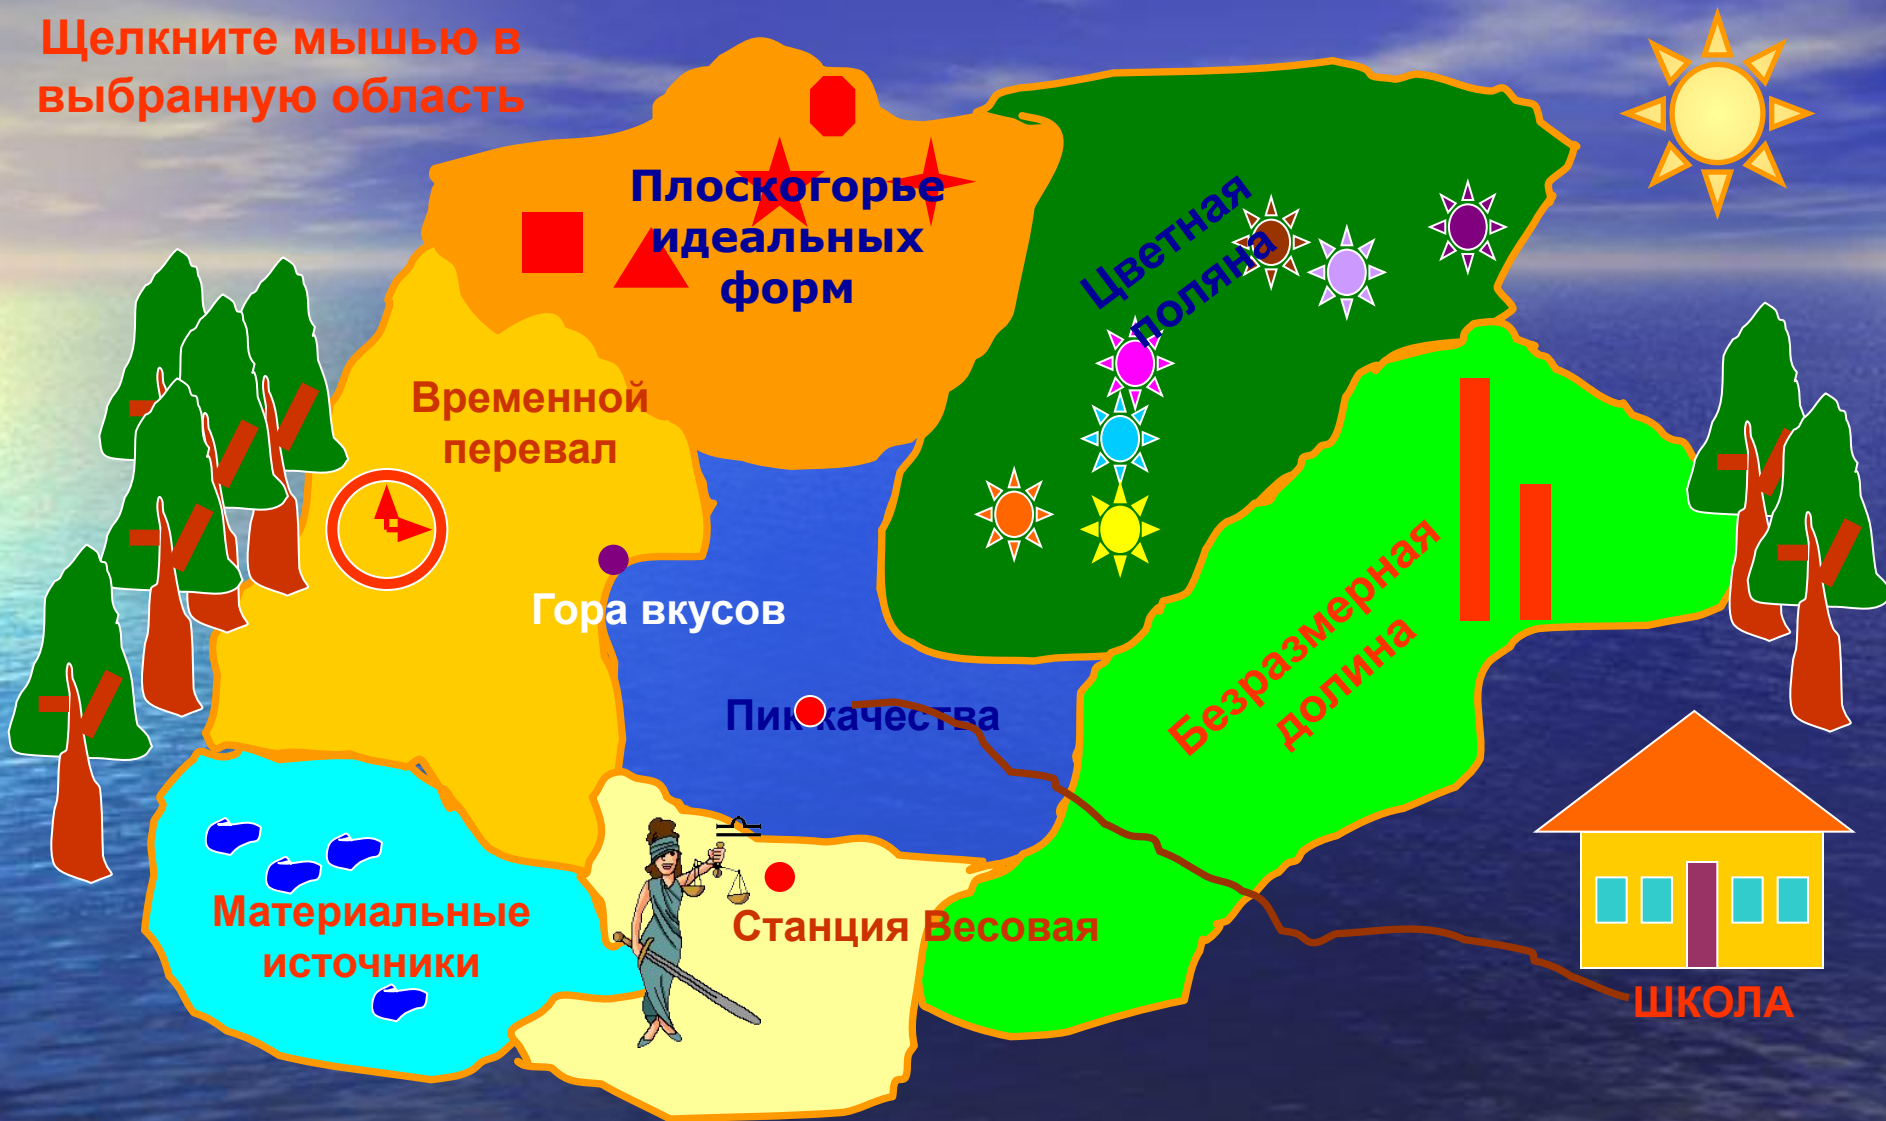 Щелкните мышью в
выбранную область
Плоскогорье
идеальных
форм
Цветная
поляна
Временной
перевал
Гора вкусов
Пик качества
Безразмерная
долина
Материальные
источники
Станция Весовая
ШКОЛА